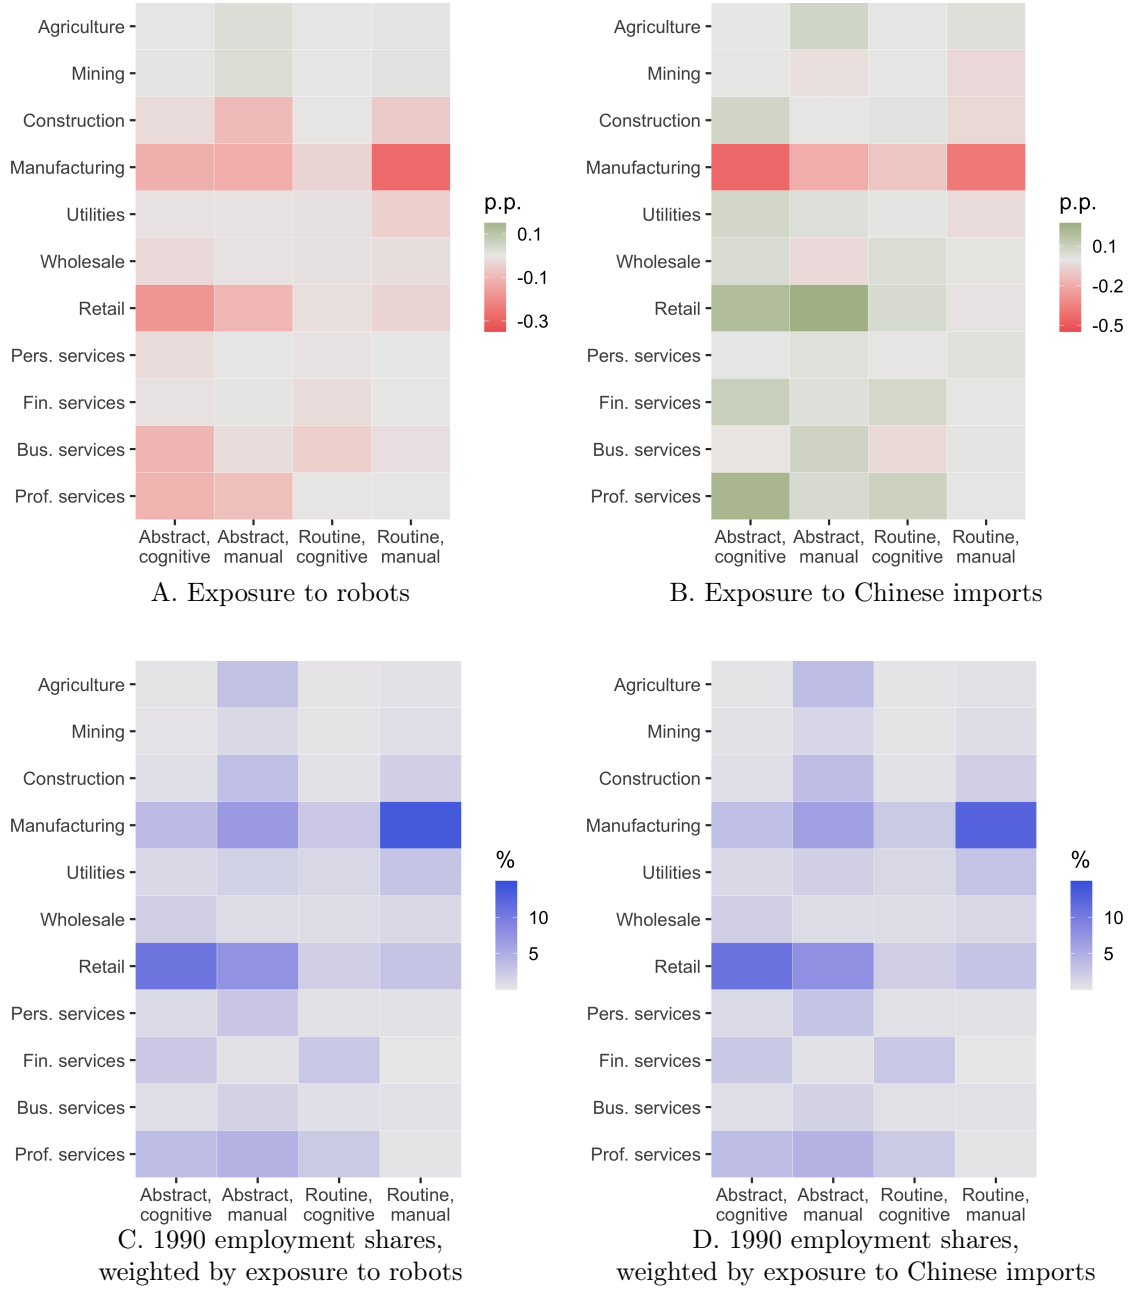 Agriculture
Mining
Construction
Manufacturing
Utilities
Wholesale
Retail
Pers. services
Fin. services
Bus. services
Prof. services
Abstract, cognitive
Abstract, manual
Routine, cognitive
Routine, manual
p.p.
0.1
-0.1
-0.3
A. Exposure to robots
Agriculture
Mining
Construction
Manufacturing
Utilities
Wholesale
Retail
Pers. services
Fin. services
Bus. services
Prof. services
Abstract, cognitive
Abstract, manual
Routine, cognitive
Routine, manual
p.p.
0.1
-0.2
-0.5
B. Exposure to Chinese imports
Agriculture
Mining
Construction
Manufacturing
Utilities
Wholesale
Retail
Pers. services
Fin. services
Bus. services
Prof. services
Abstract, cognitive
Abstract, manual
Routine, cognitive
Routine, manual
%
10
5
C. 1990 employment shares,
weighted by exposure to robots
Agriculture
Mining
Construction
Manufacturing
Utilities
Wholesale
Retail
Pers. services
Fin. services
Bus. services
Prof. services
Abstract, cognitive
Abstract, manual
Routine, cognitive
Routine, manual
%
10
5
D. 1990 employment shares,
weighted by exposure to Chinese imports